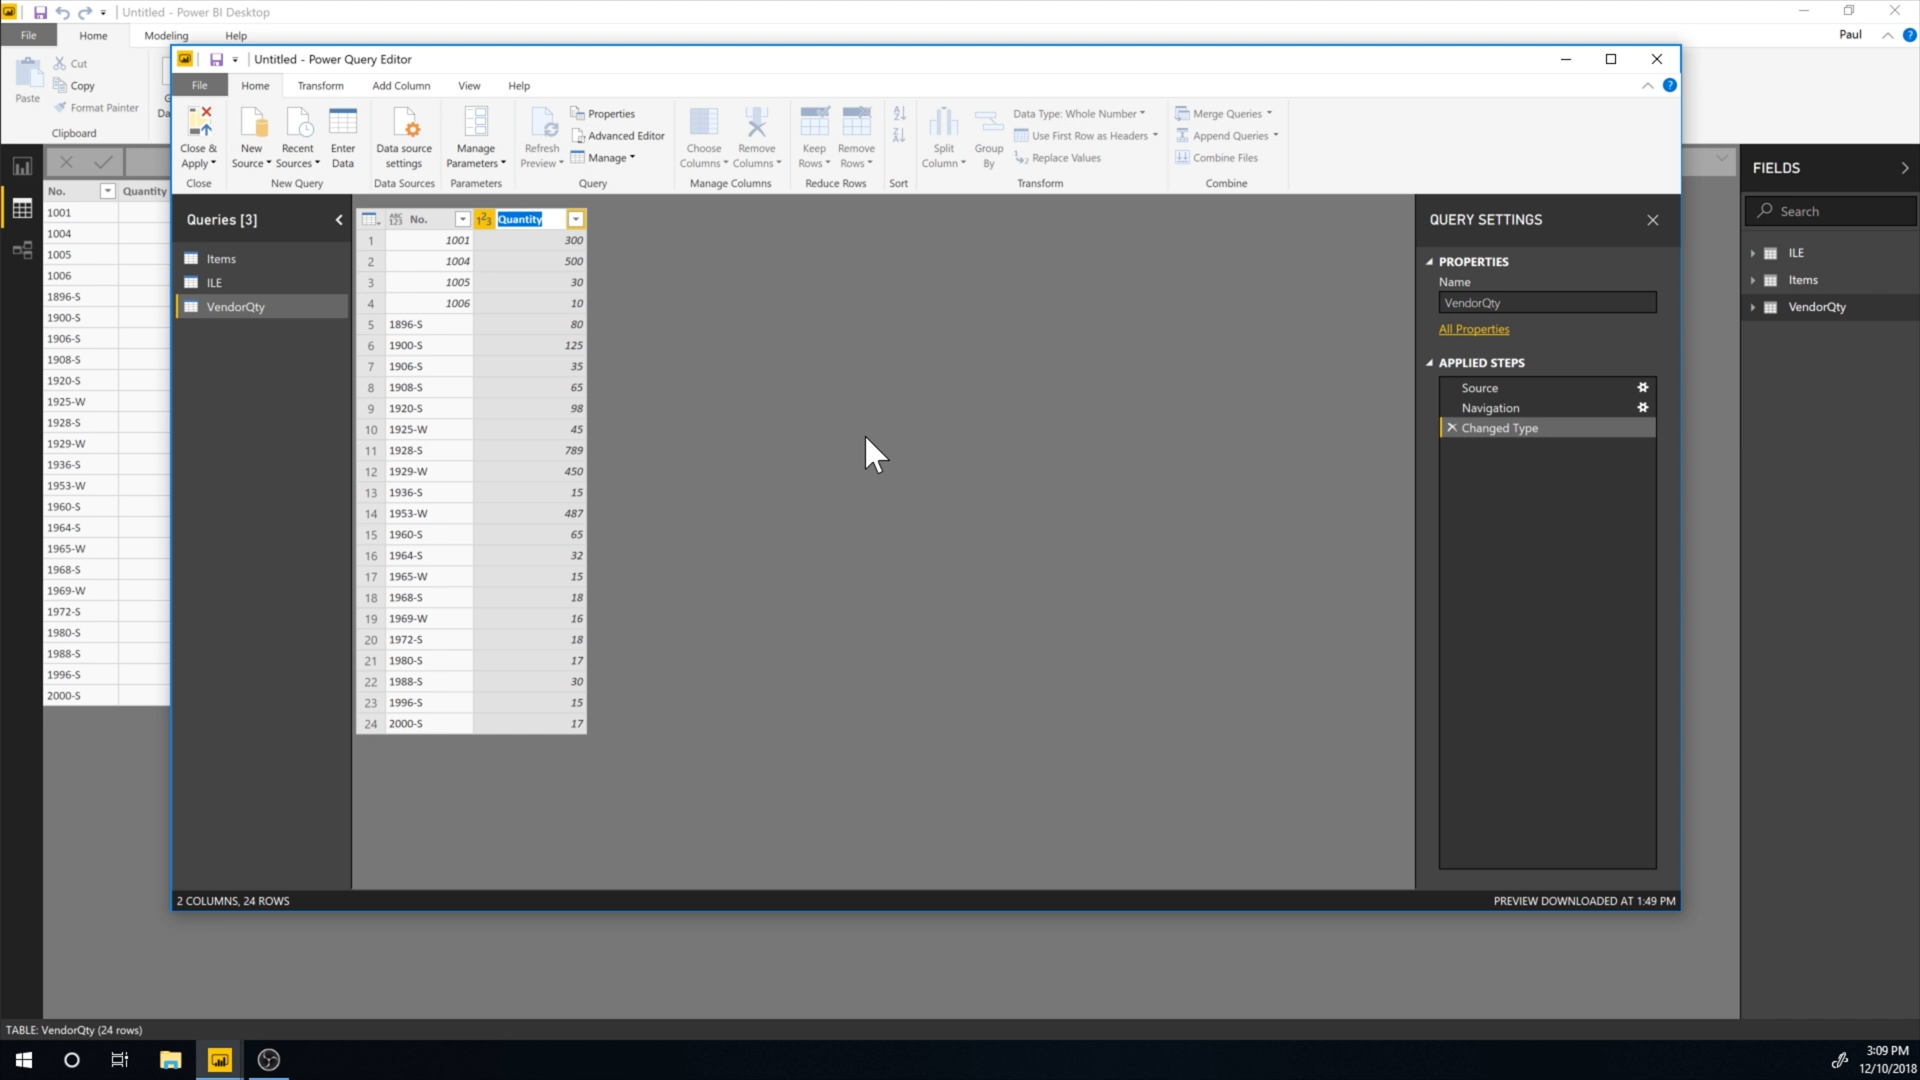 Untitled - Power BI Desktop
File
Home
Modeling
Help
Paul
Paste
Cut
Copy
Format Painter
Clipboard
Untitled - Power Query Editor
File
Home
Transform
Add Column
View
Help
Close & Apply
Close
New Source
Recent Sources
Enter Data
New Query
Data source settings
Data Sources
Manage Parameters
Parameters
Refresh Preview
Properties
Advanced Editor
Manage
Query
Choose Columns
Remove Columns
Manage Columns
Keep Rows
Remove Rows
Reduce Rows
Sort
Split Column
Group By
Data Type: Whole Number
Use First Row as Headers
Replace Values
Transform
Merge Queries
Append Queries
Combine Files
Combine
No.
Quantity
1001
1004
1005
1006
1896-S
1900-S
1906-S
1908-S
1920-S
1925-W
1928-S
1929-W
1936-S
1953-W
1960-S
1964-S
1965-W
1968-S
1969-W
1972-S
1980-S
1988-S
1996-S
2000-S
Queries [3]
Items
ILE
VendorQty
ABC 123 No. 123 Quantity
1 1001 300
2 1004 500
3 1005 30
4 1006 10
5 1896-S 80
6 1900-S 125
7 1906-S 35
8 1908-S 65
9 1920-S 98
10 1925-W 45
11 1928-S 789
12 1929-W 450
13 1936-S 15
14 1953-W 487
15 1960-S 65
16 1964-S 32
17 1965-W 15
18 1968-S 18
19 1969-W 16
20 1972-S 18
21 1980-S 17
22 1988-S 30
23 1996-S 15
24 2000-S 17
QUERY SETTINGS
PROPERTIES
Name
VendorQty
All Properties
APPLIED STEPS
Source
Navigation
Changed Type
2 COLUMNS, 24 ROWS
PREVIEW DOWNLOADED AT 1:49 PM
FIELDS
Search
ILE
Items
VendorQty
TABLE: VendorQty (24 rows)
3:09 PM
12/10/2018